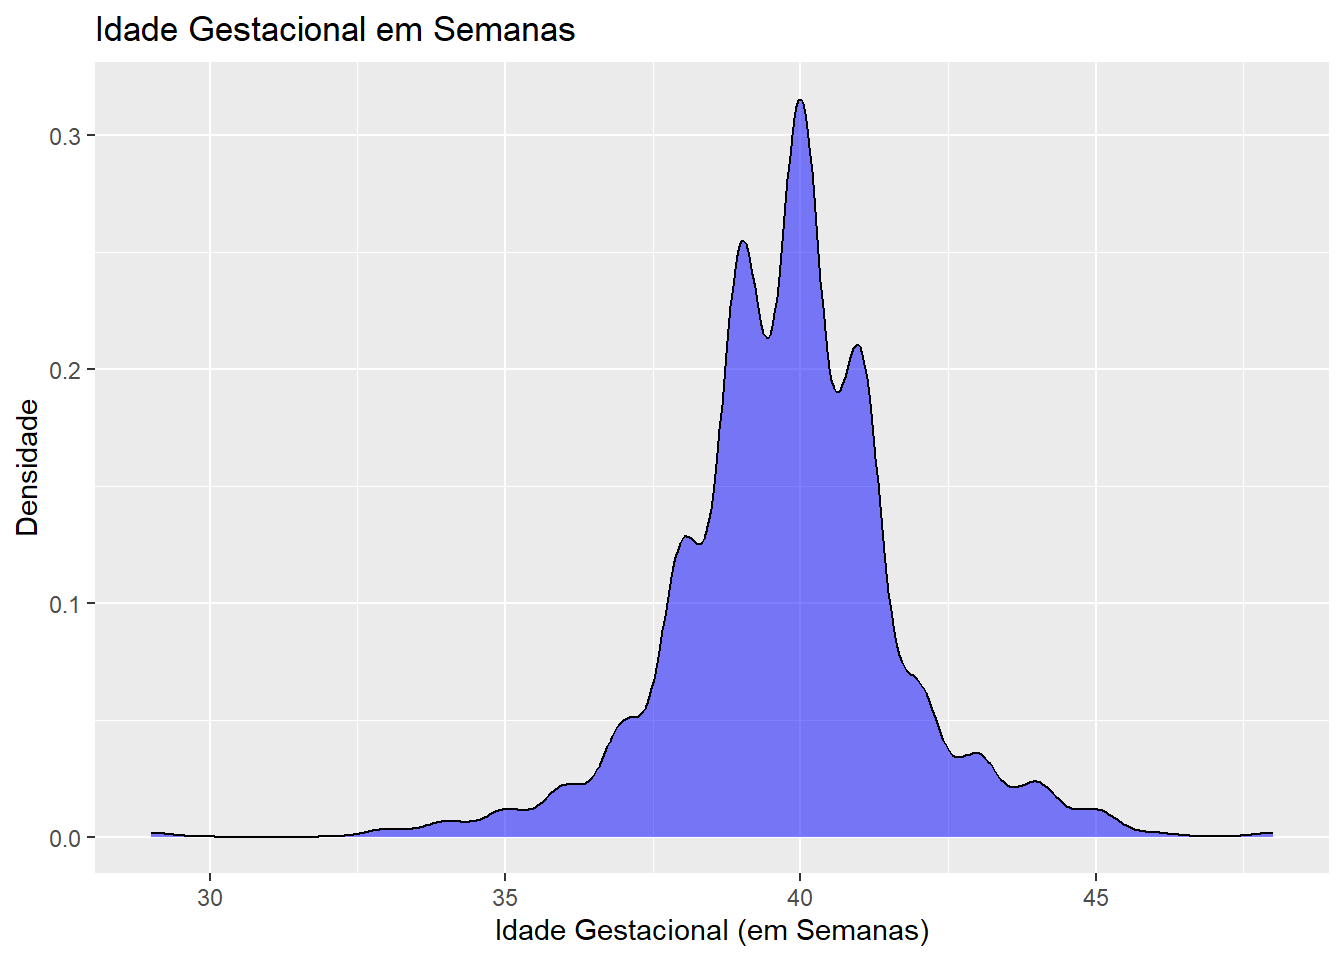 Idade Gestacional em Semanas
Densidade
0.3
0.2
0.1
0.0
30 35 40 45
Idade Gestacional (em Semanas)